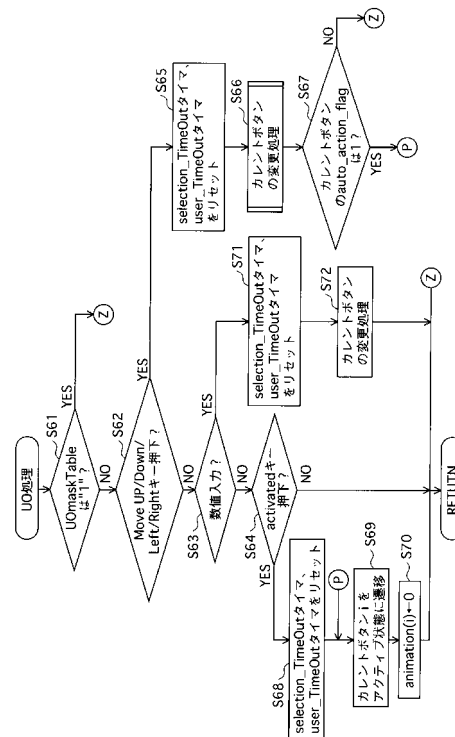 UO処理
S61
UOmaskTable
は"1"？
YES
Z
NO
S62
Move UP/Down/
Left/Rightキー押下？
YES
NO
S63
数値入力？
YES
NO
S64
activatedキー
押下？
YES
NO
S65
selection_TimeOutタイマ、
user_TimeOutタイマ
をリセット
S66
カレントボタン
の変更処理
S67
カレントボタン
のauto_action_flag
は1？
NO
Z
YES
P
S71
selection_TimeOutタイマ、
user_TimeOutタイマ
をリセット
S72
カレントボタン
の変更処理
Z
S68
selection_TimeOutタイマ、
user_TimeOutタイマをリセット
P
S69
カレントボタンiを
アクティブ状態に遷移
S70
animation(i)←0
RETURN